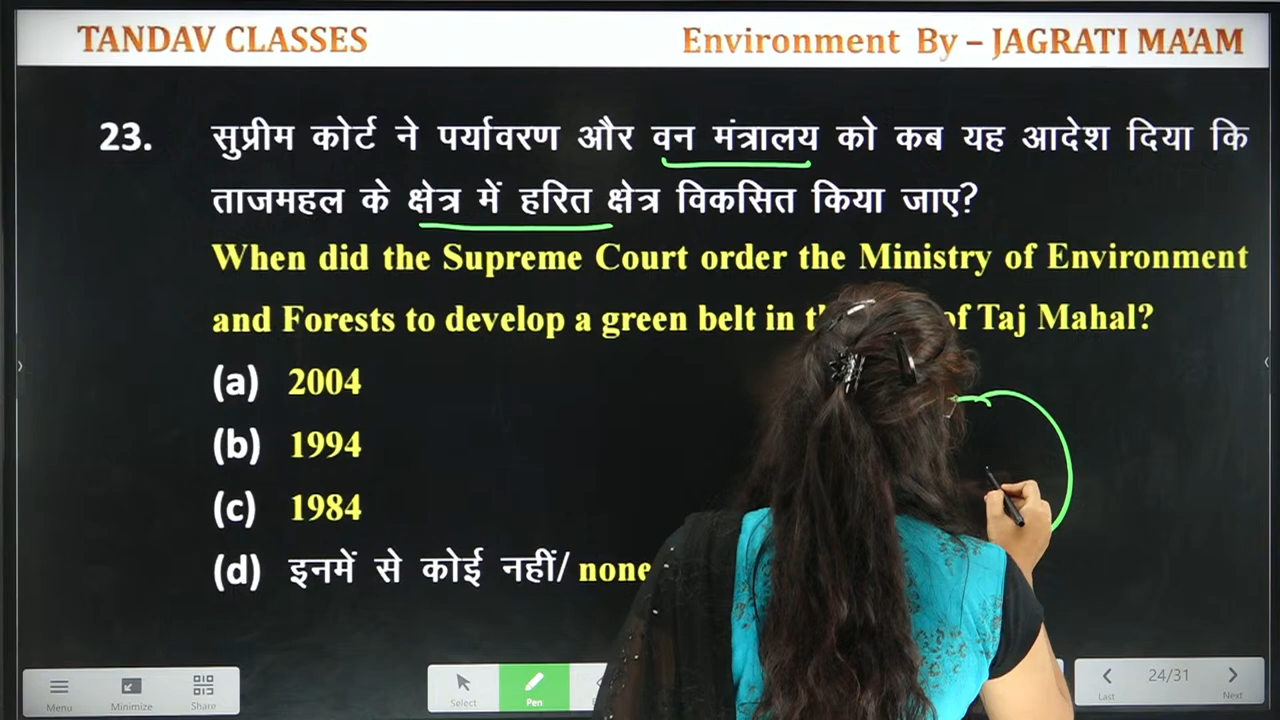 TANDAV CLASSES
Environment By – JAGRATI MA'AM
23. सुप्रीम कोर्ट ने पर्यावरण और वन मंत्रालय को कब यह आदेश दिया कि
ताजमहल के क्षेत्र में हरित क्षेत्र विकसित किया जाए?
When did the Supreme Court order the Ministry of Environment
and Forests to develop a green belt in of Taj Mahal?
(a) 2004
(b) 1994
(c) 1984
(d) इनमें से कोई नहीं/ none
Menu
Minimize
Share
Select
Pen
Last
24/31
Next